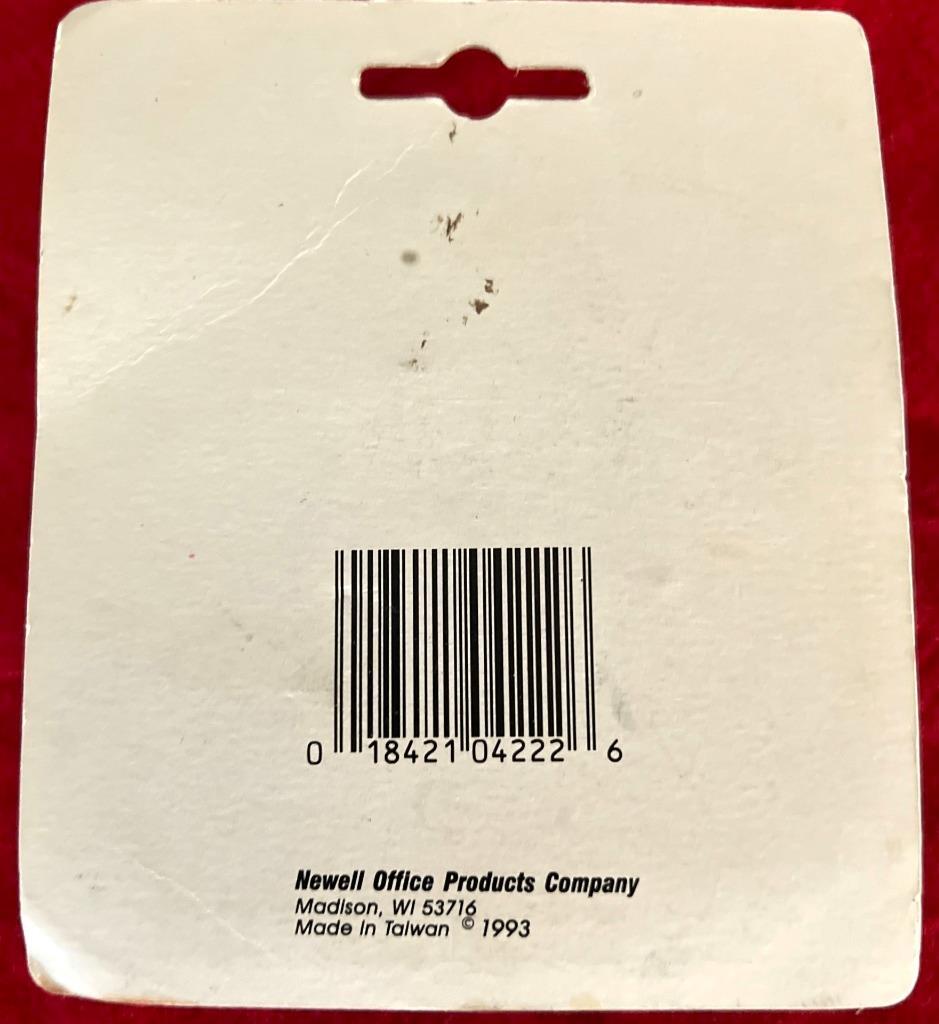 0 18421 04222 6
Newell Office Products Company
Madison, WI 53716
Made in Taiwan © 1993